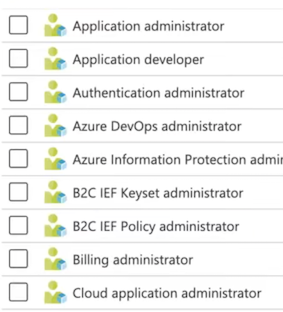 Application administrator
Application developer
Authentication administrator
Azure DevOps administrator
Azure Information Protection admin
B2C IEF Keyset administrator
B2C IEF Policy administrator
Billing administrator
Cloud application administrator